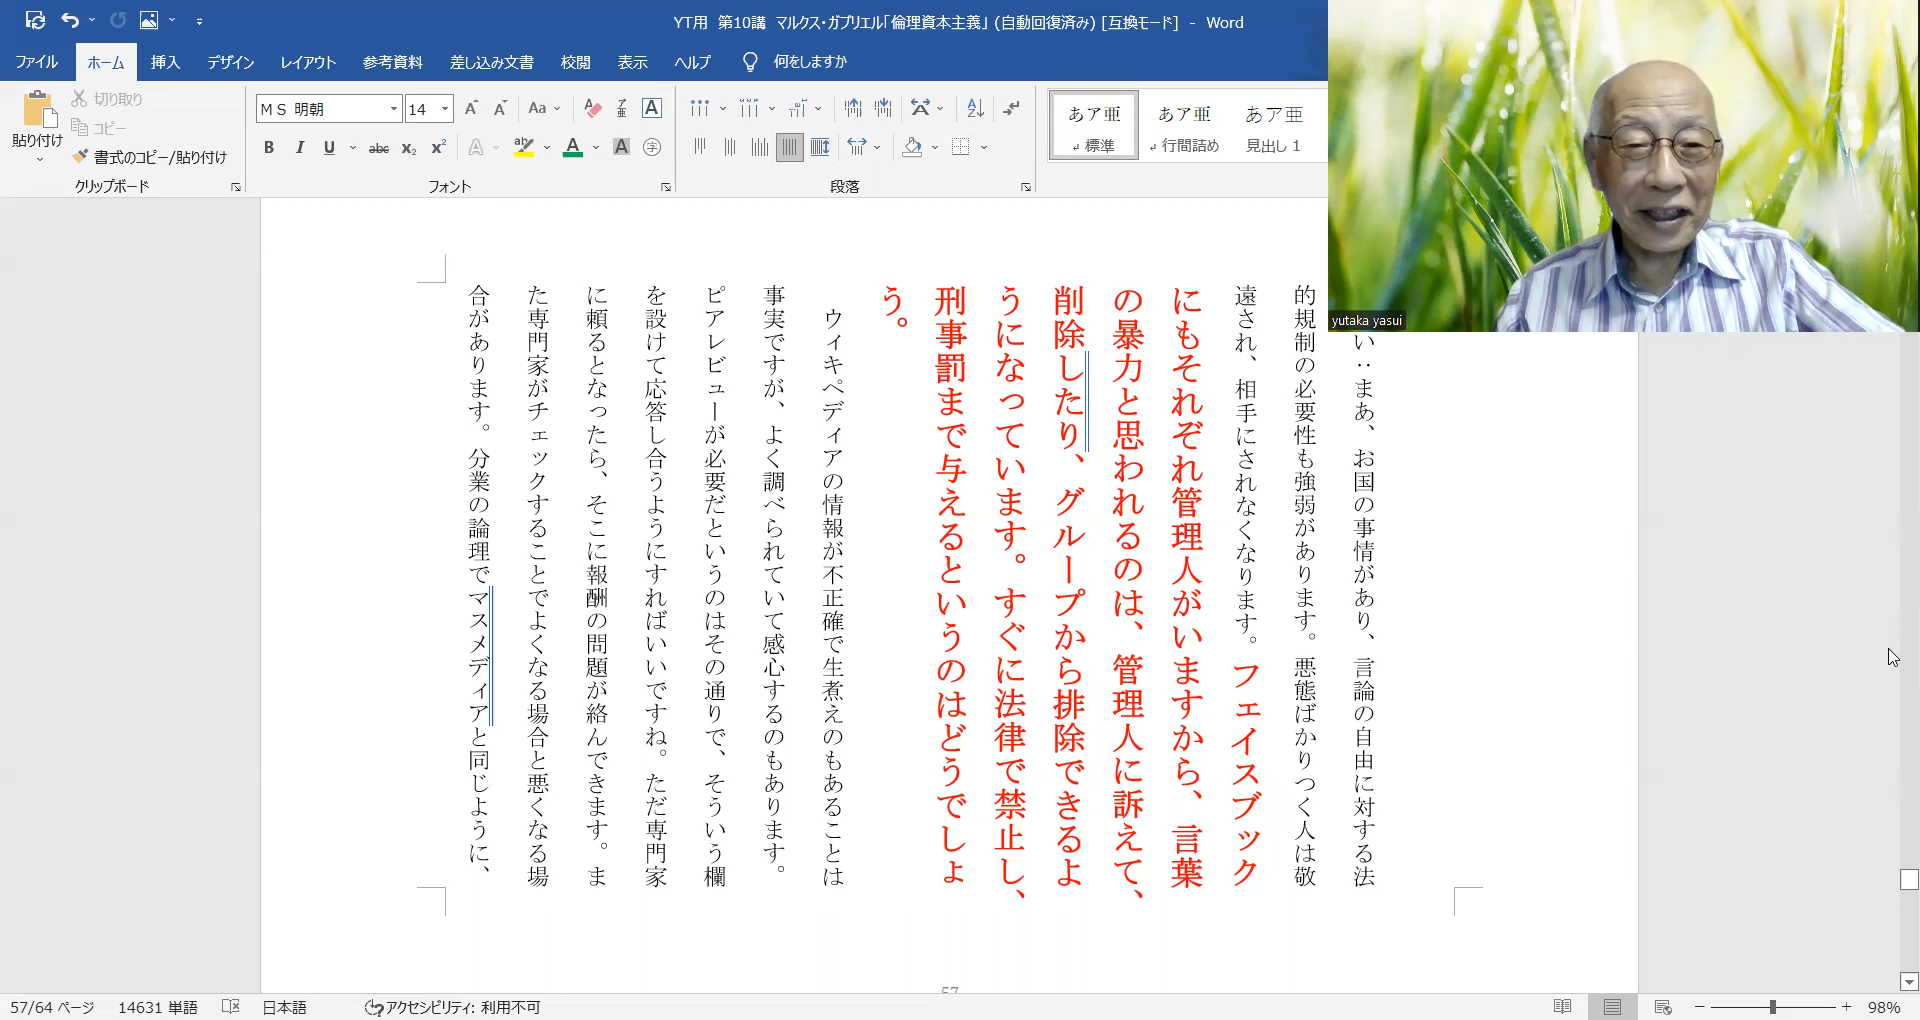 YT用 第10講 マルクス・ガブリエル「倫理資本主義」 (自動回復済み) [互換モード] - Word
ファイル ホーム 挿入 デザイン レイアウト 参考資料 差し込み文書 校閲 表示 ヘルプ 何をしますか
貼り付け
切り取り
コピー
書式のコピー/貼り付け
クリップボード
ＭＳ 明朝 14
フォント
段落
あア亜 標準
あア亜 行間詰め
あア亜 見出し 1
yutaka yasui
い：まあ、お国の事情があり、言論の自由に対する法
的規制の必要性も強弱があります。悪態ばかりつく人は敬
遠され、相手にされなくなります。フェイスブック
にもそれぞれ管理人がいますから、言葉
の暴力と思われるのは、管理人に訴えて、
削除したり、グループから排除できるよ
うになっています。すぐに法律で禁止し、
刑事罰まで与えるというのはどうでしょ
う。
ウィキペディアの情報が不正確で生煮えのもあることは
事実ですが、よく調べられていて感心するのもあります。
ピアレビューが必要だというのはその通りで、そういう欄
を設けて応答し合うようにすればいいですね。ただ専門家
に頼るとなったら、そこに報酬の問題が絡んできます。ま
た専門家がチェックすることでよくなる場合と悪くなる場
合があります。分業の論理でマスメディアと同じように、
57
57/64 ページ 14631 単語 日本語 アクセシビリティ: 利用不可 98%